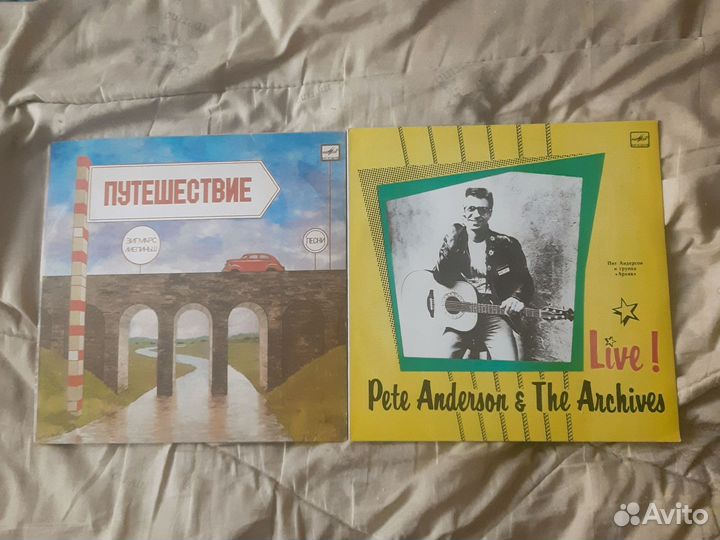 ПУТЕШЕСТВИЕ
ЗИГМАРС
ЛИЕПИНЬШ
ПЕСНИ
Пит Андерсон
и группа
«Архив»
Live!
Pete Anderson & The Archives
Avito